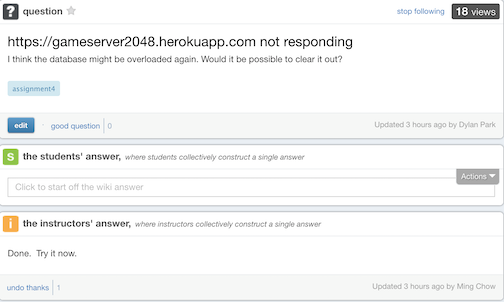 ? question stop following 18 views
https://gameserver2048.herokuapp.com not responding
I think the database might be overloaded again. Would it be possible to clear it out?
assignment4
edit · good question 0 Updated 3 hours ago by Dylan Park
S the students' answer, where students collectively construct a single answer
Actions
Click to start off the wiki answer
i the instructors' answer, where instructors collectively construct a single answer
Done. Try it now.
undo thanks 1 Updated 3 hours ago by Ming Chow